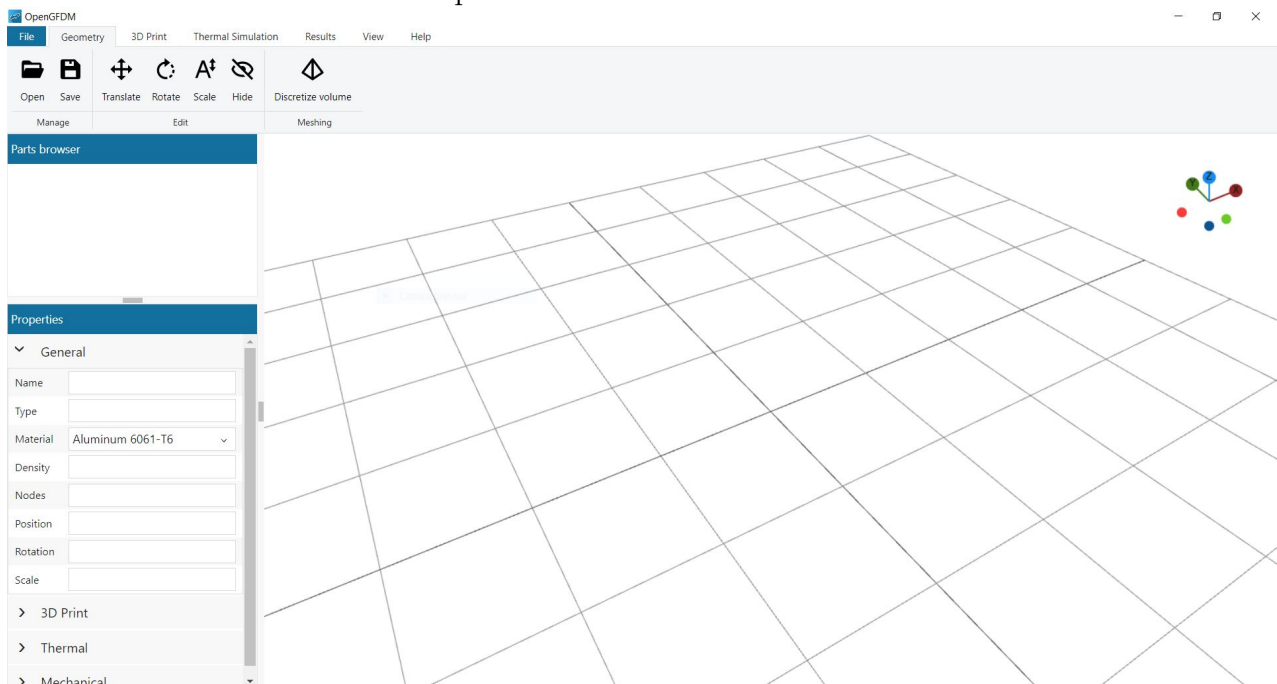 OpenGFDM
File Geometry 3D Print Thermal Simulation Results View Help
Open Save Translate Rotate Scale Hide Discretize volume
Manage Edit Meshing
Parts browser
Z
Y X
Properties
General
Name
Type
Material Aluminum 6061-T6
Density
Nodes
Position
Rotation
Scale
3D Print
Thermal
Mechanical